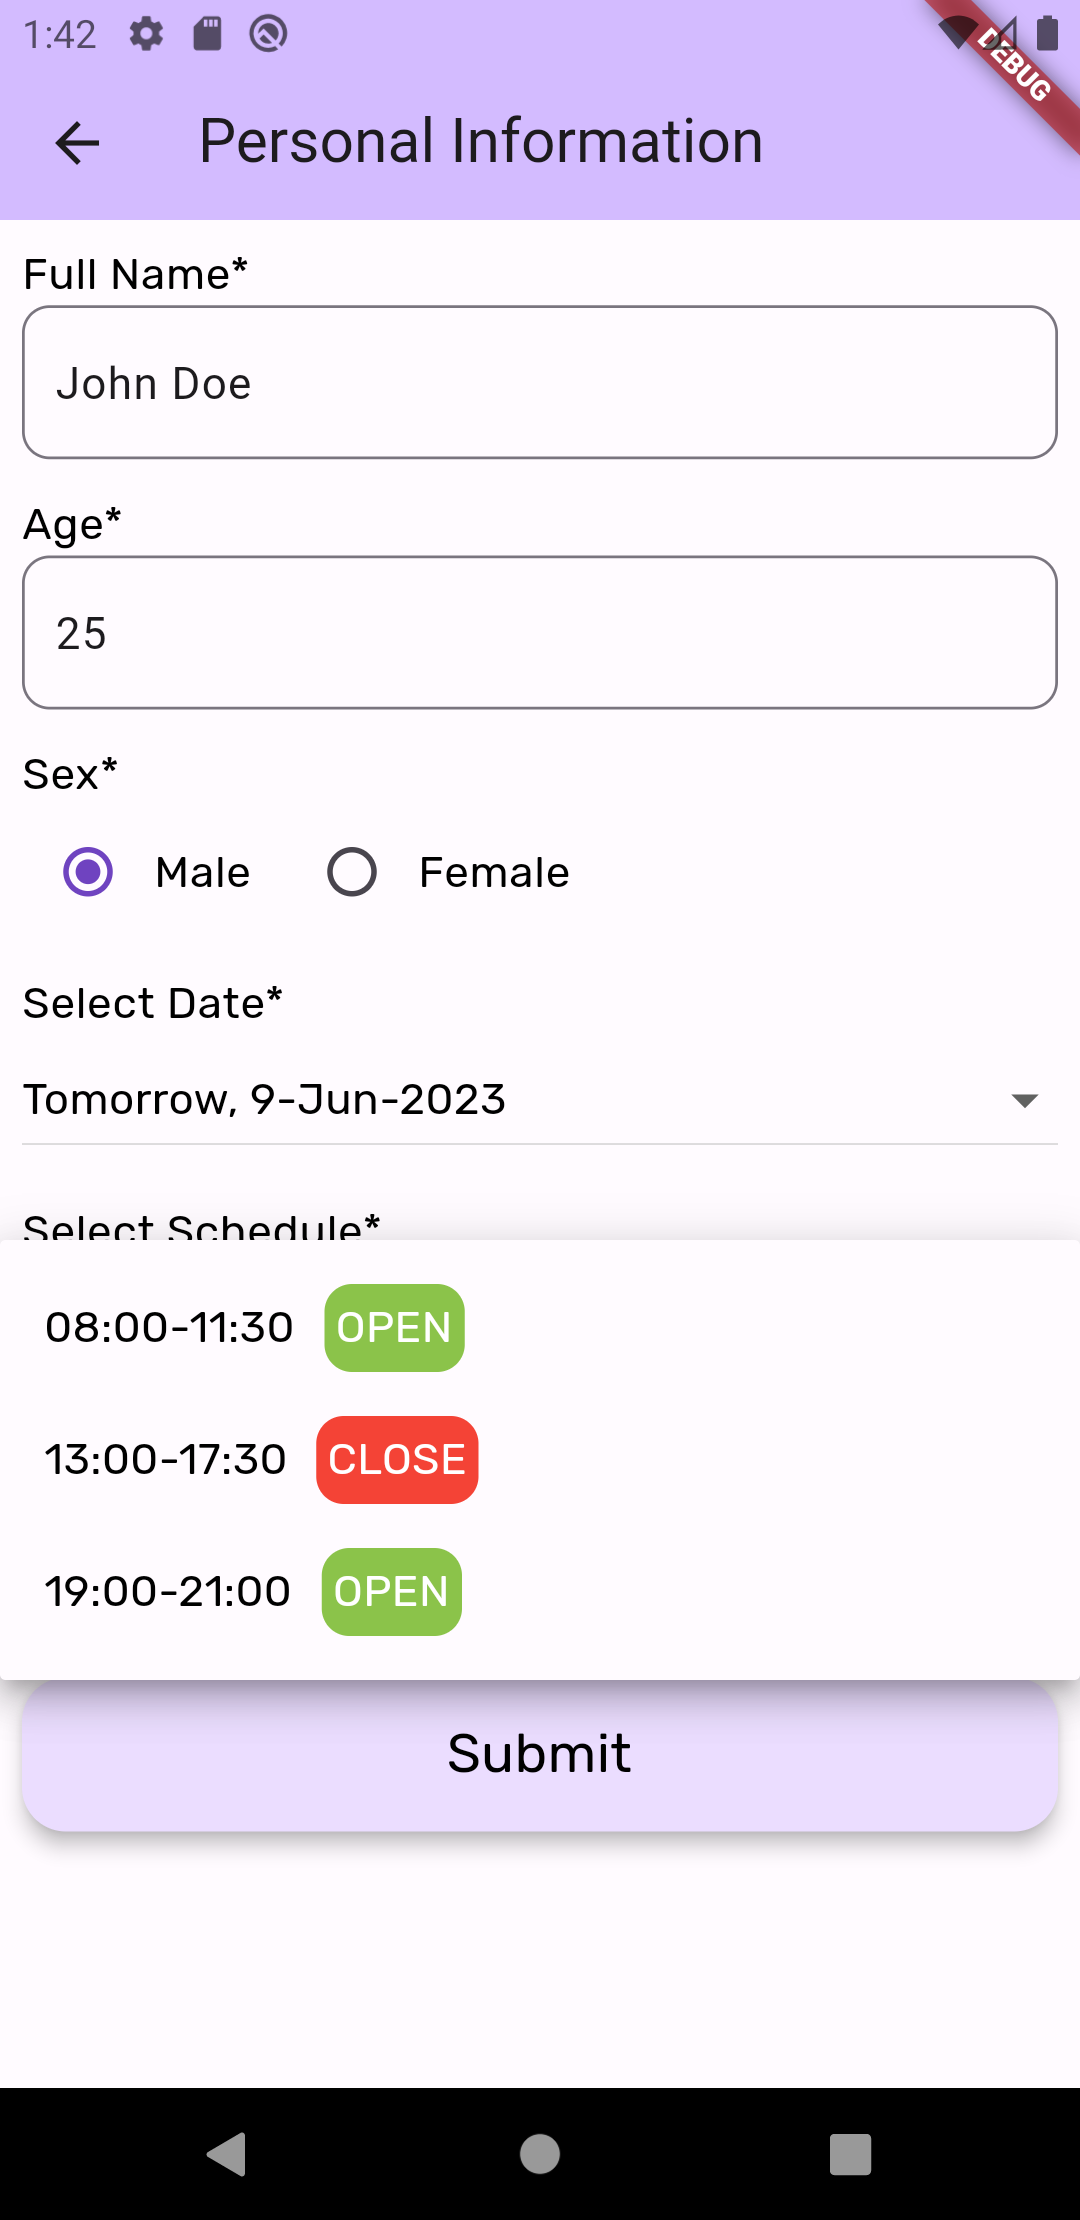 1:42
DEBUG
Personal Information
Full Name*
John Doe
Age*
25
Sex*
Male Female
Select Date*
Tomorrow, 9-Jun-2023
Select Schedule*
08:00-11:30 OPEN
13:00-17:30 CLOSE
19:00-21:00 OPEN
Submit